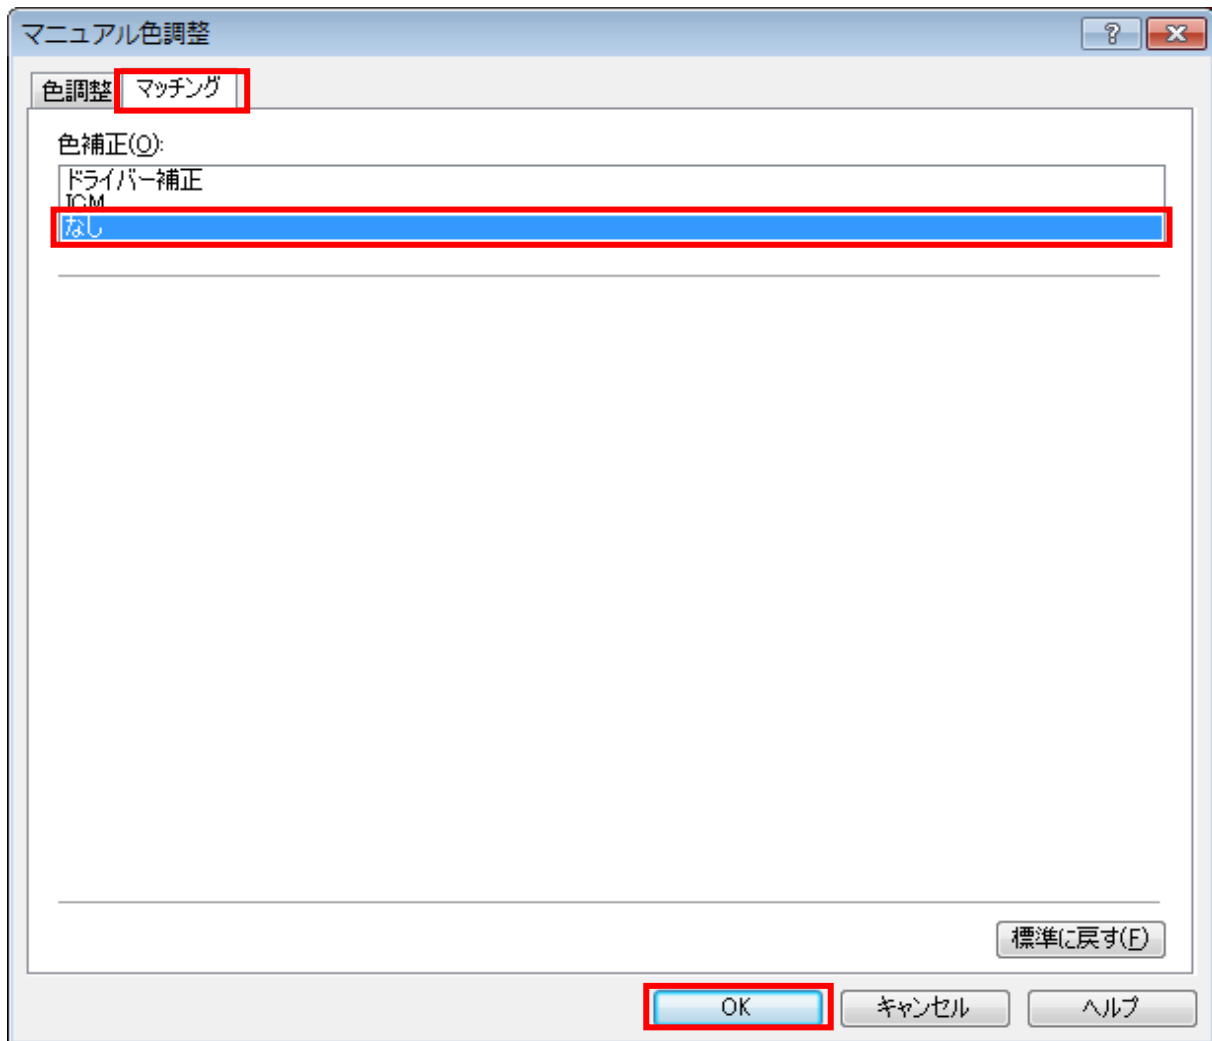 マニュアル色調整
色調整 マッチング
色補正(O):
ドライバー補正
ICM
なし
標準に戻す(F)
OK キャンセル ヘルプ